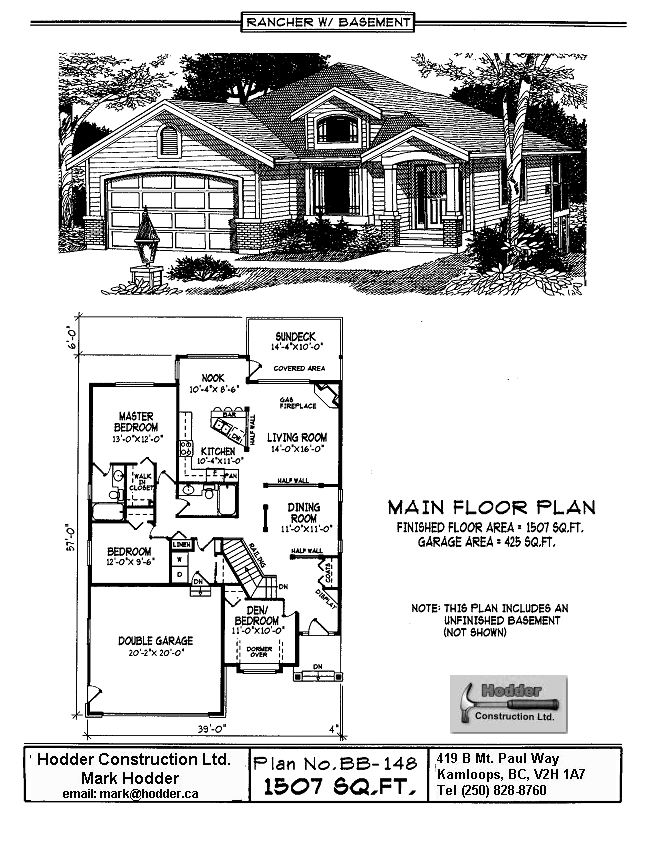 RANCHER W/ BASEMENT
6'-0"
SUNDECK
14'-4"X10'-0"
COVERED AREA
NOOK
10'-4"X 8'-6"
GAS
FIREPLACE
MASTER
BEDROOM
13'-0"X12'-0"
BAR
DW
HALF WALL
LIVING ROOM
14'-0"X16'-0"
KITCHEN
10'-4"X11'-0"
F
PAN
WALK
IN
CLOSET
HALF WALL
DINING
ROOM
11'-0"X11'-0"
57'-0"
BEDROOM
12'-0"X 9'-6"
LINEN
W
D
DN
RAILING
HALF WALL
COATS
DN
DISPLAY
DEN/
BEDROOM
11'-0"X10'-0"
DORMER
OVER
DOUBLE GARAGE
20'-2"X 20'-0"
DN
39'-0"
4"
MAIN FLOOR PLAN
FINISHED FLOOR AREA = 1507 SQ.FT.
GARAGE AREA = 425 SQ.FT.
NOTE: THIS PLAN INCLUDES AN
UNFINISHED BASEMENT
(NOT SHOWN)
Hodder
Construction Ltd.
Hodder Construction Ltd.
Mark Hodder
email: mark@hodder.ca
Plan No.BB-148
1507 SQ.FT.
419 B Mt. Paul Way
Kamloops, BC, V2H 1A7
Tel (250) 828-8760